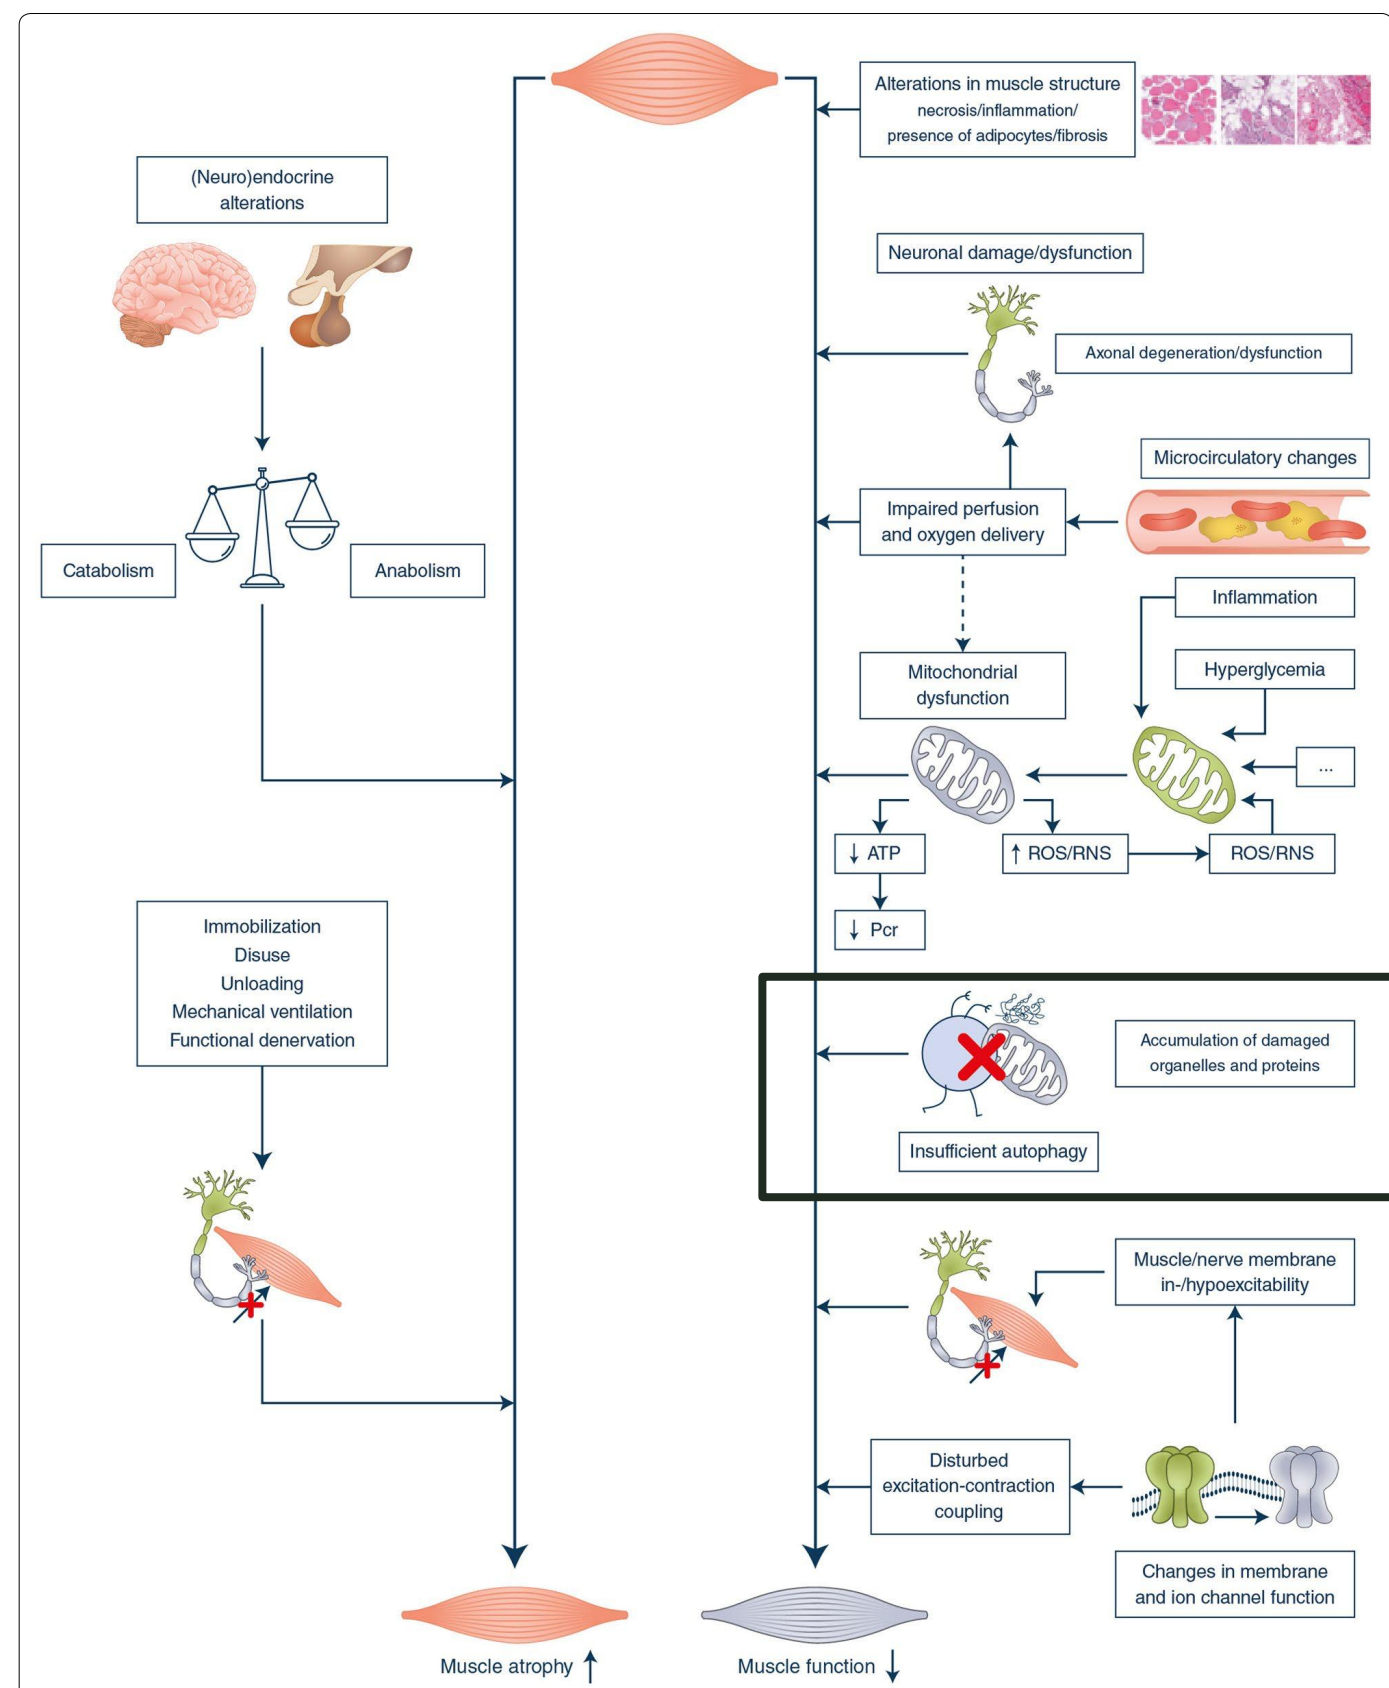 Alterations in muscle structure
necrosis/inflammation/
presence of adipocytes/fibrosis
(Neuro)endocrine
alterations
Neuronal damage/dysfunction
Axonal degeneration/dysfunction
Microcirculatory changes
Impaired perfusion
and oxygen delivery
Catabolism
Anabolism
Inflammation
Hyperglycemia
Mitochondrial
dysfunction
...
↓ ATP
↑ ROS/RNS
ROS/RNS
↓ Pcr
Immobilization
Disuse
Unloading
Mechanical ventilation
Functional denervation
Accumulation of damaged
organelles and proteins
Insufficient autophagy
Muscle/nerve membrane
in-/hypoexcitability
Disturbed
excitation-contraction
coupling
Changes in membrane
and ion channel function
Muscle atrophy ↑
Muscle function ↓